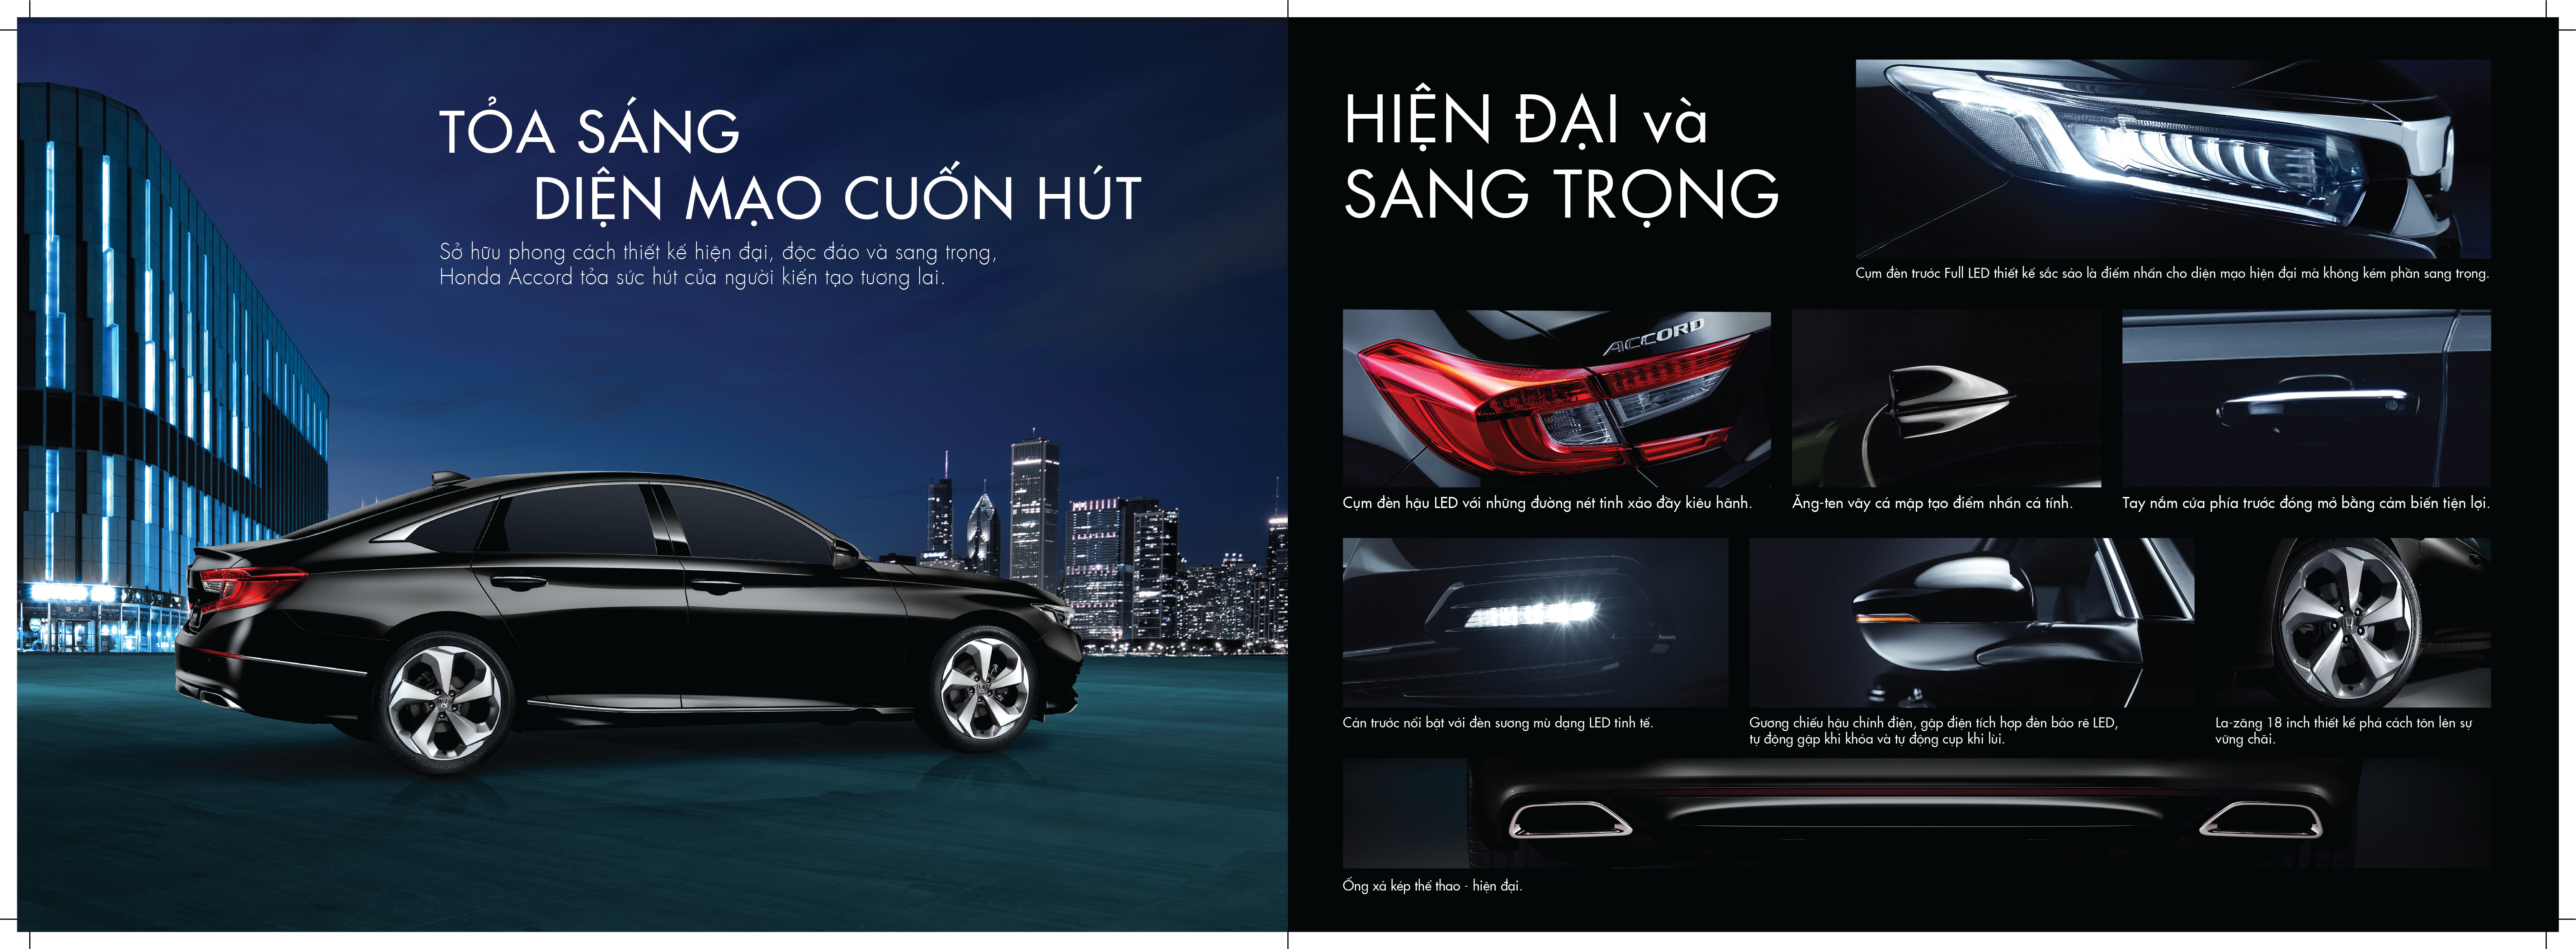 TỎA SÁNG
DIỆN MẠO CUỐN HÚT
Sở hữu phong cách thiết kế hiện đại, độc đáo và sang trọng,
Honda Accord tỏa sức hút của người kiến tạo tương lai.
HIỆN ĐẠI và
SANG TRỌNG
Cụm đèn trước Full LED thiết kế sắc sảo là điểm nhấn cho diện mạo hiện đại mà không kém phần sang trọng.
ACCORD
Cụm đèn hậu LED với những đường nét tinh xảo đầy kiêu hãnh.
Ăng-ten vây cá mập tạo điểm nhấn cá tính.
Tay nắm cửa phía trước đóng mở bằng cảm biến tiện lợi.
Cản trước nổi bật với đèn sương mù dạng LED tinh tế.
Gương chiếu hậu chỉnh điện, gập điện tích hợp đèn báo rẽ LED,
tự động gập khi khóa và tự động cụp khi lùi.
La-zăng 18 inch thiết kế phá cách tôn lên sự
vững chãi.
Ống xả kép thể thao - hiện đại.